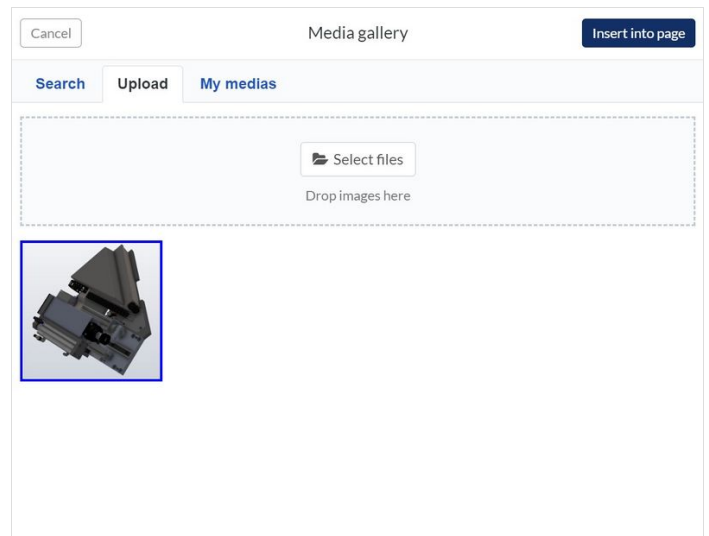 Cancel
Media gallery
Insert into page
Search
Upload
My medias
Select files
Drop images here